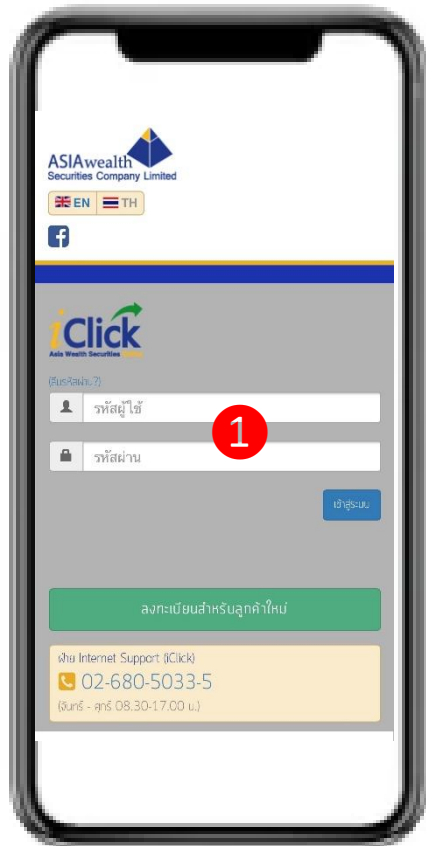 ASIAwealth
Securities Company Limited
EN TH
iClick
Asia Wealth Securities
(ลืมรหัสผ่าน?)
รหัสผู้ใช้
1
รหัสผ่าน
เข้าสู่ระบบ
ลงทะเบียนสำหรับลูกค้าใหม่
ฝ่าย Internet Support (iClick)
02-680-5033-5
(จันทร์ - ศุกร์ 08.30-17.00 น.)